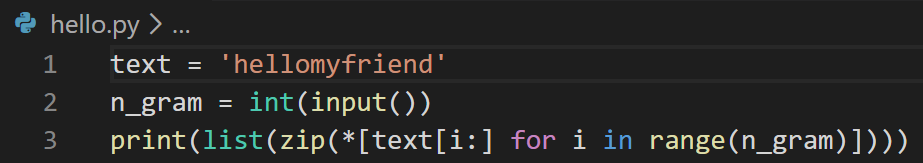 hello.py > ...
1 text = 'hellomyfriend'
2 n_gram = int(input())
3 print(list(zip(*[text[i:] for i in range(n_gram)])))